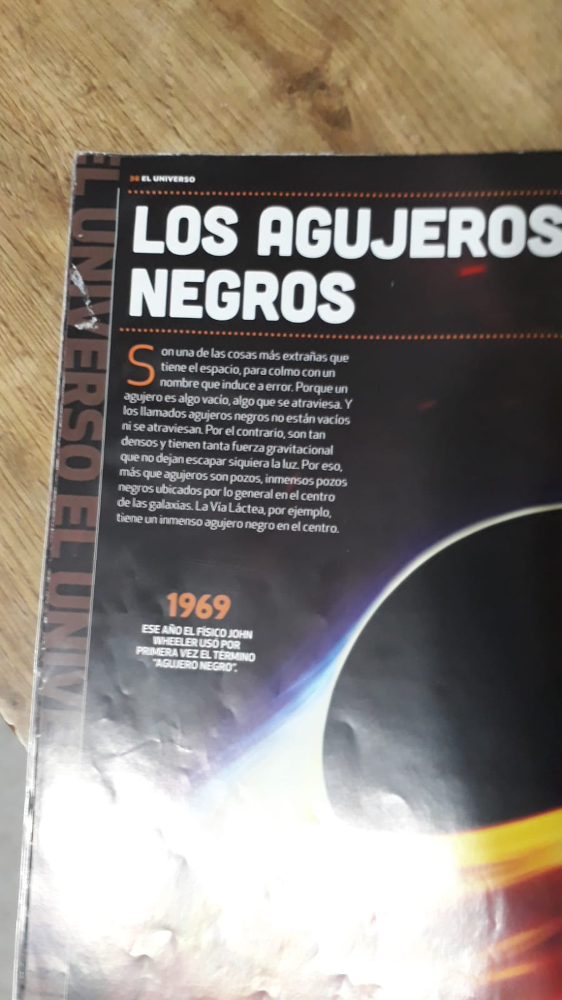 36 EL UNIVERSO
LOS AGUJEROS
NEGROS
Son una de las cosas más extrañas que
tiene el espacio, para colmo con un
nombre que induce a error. Porque un
agujero es algo vacío, algo que se atraviesa. Y
los llamados agujeros negros no están vacíos
ni se atraviesan. Por el contrario, son tan
densos y tienen tanta fuerza gravitacional
que no dejan escapar siquiera la luz. Por eso,
más que agujeros son pozos, inmensos pozos
negros ubicados por lo general en el centro
de las galaxias. La Vía Láctea, por ejemplo,
tiene un inmenso agujero negro en el centro.
1969
ESE AÑO EL FÍSICO JOHN
WHEELER USÓ POR
PRIMERA VEZ EL TÉRMINO
"AGUJERO NEGRO".
EL UNIVERSO EL UNIV